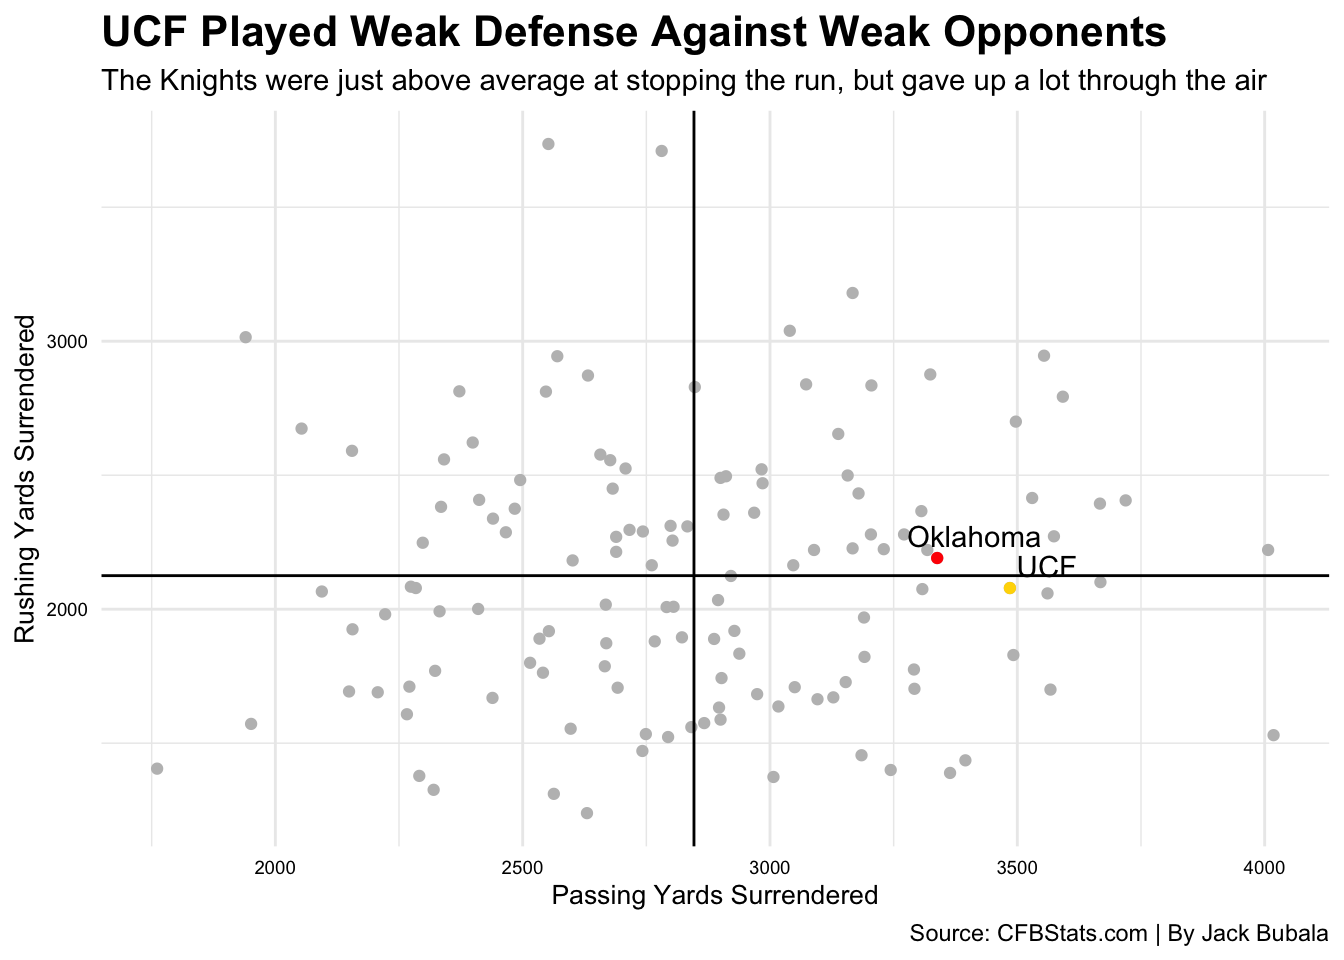 UCF Played Weak Defense Against Weak Opponents
The Knights were just above average at stopping the run, but gave up a lot through the air
Rushing Yards Surrendered
3000
2000
Oklahoma
UCF
2000 2500 3000 3500 4000
Passing Yards Surrendered
Source: CFBStats.com | By Jack Bubala